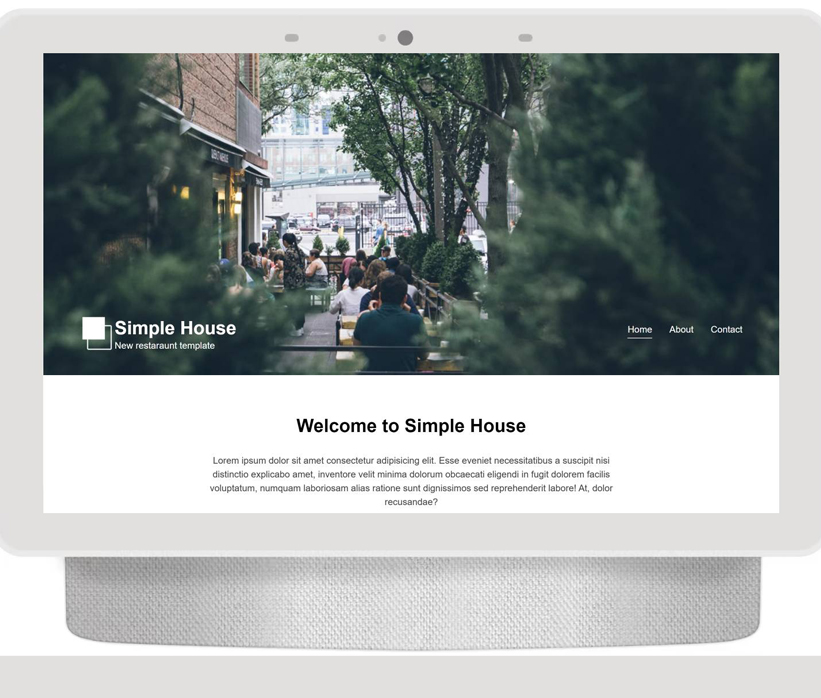 Simple House
New restaraunt template
Home About Contact
Welcome to Simple House
Lorem ipsum dolor sit amet consectetur adipisicing elit. Esse eveniet necessitatibus a suscipit nisi
distinctio explicabo amet, inventore velit minima dolorum obcaecati eligendi in fugit dolorem facilis
voluptatum, numquam laboriosam alias ratione sunt dignissimos sed reprehenderit labore! At, dolor
recusandae?